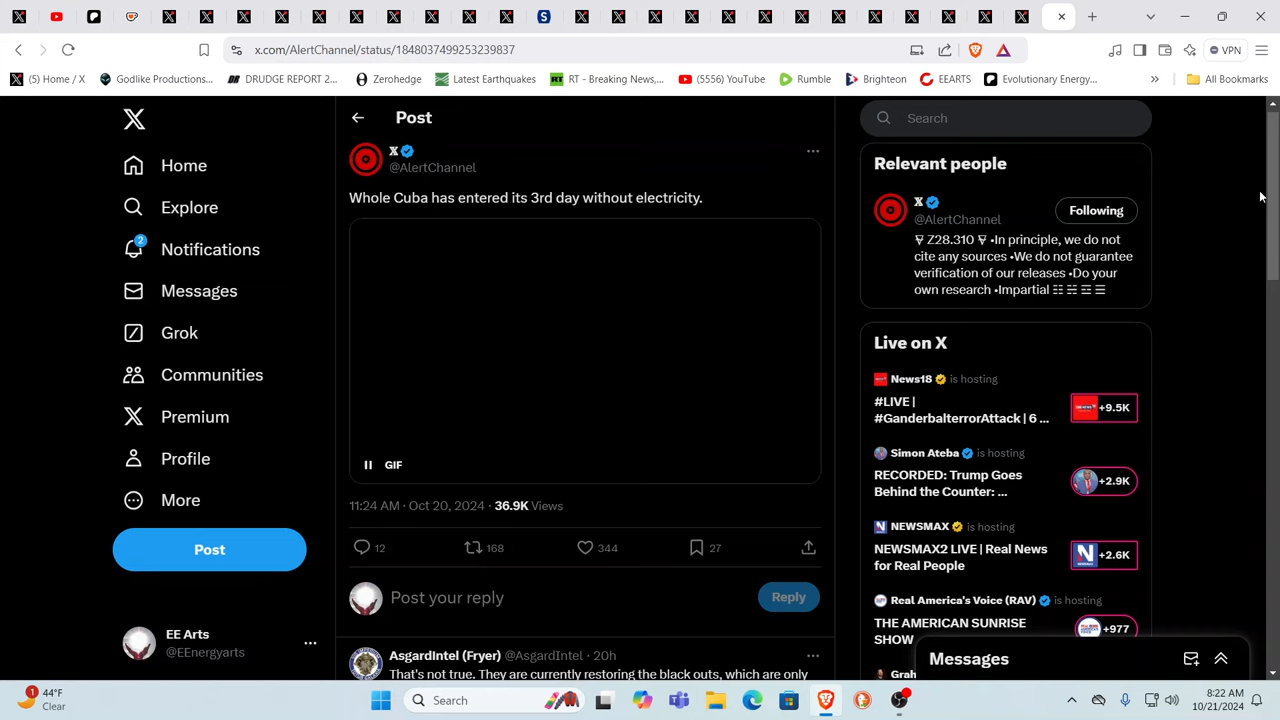 x.com/AlertChannel/status/1848037499253239837
VPN
(5) Home / X
Godlike Productions...
DRUDGE REPORT 2...
Zerohedge
Latest Earthquakes
RT - Breaking News,...
(5555) YouTube
Rumble
Brighteon
EEARTS
Evolutionary Energy...
»
All Bookmarks
Home
Explore
2
Notifications
Messages
Grok
Communities
Premium
Profile
More
Post
EE Arts
@EEnergyarts
Post
𝕏
@AlertChannel
Whole Cuba has entered its 3rd day without electricity.
GIF
11:24 AM · Oct 20, 2024 · 36.9K Views
12 168 344 27
Post your reply
Reply
AsgardIntel (Fryer) @AsgardIntel · 20h
That's not true. They are currently restoring the black outs, which are only
Search
Relevant people
𝕏
@AlertChannel
Following
Z28.310 •In principle, we do not
cite any sources •We do not guarantee
verification of our releases •Do your
own research •Impartial
Live on X
News18 is hosting
#LIVE |
#GanderbalterrorAttack | 6 ...
+9.5K
Simon Ateba is hosting
RECORDED: Trump Goes
Behind the Counter: ...
+2.9K
NEWSMAX is hosting
NEWSMAX2 LIVE | Real News
for Real People
+2.6K
Real America's Voice (RAV) is hosting
THE AMERICAN SUNRISE
SHOW
+977
Grah
Messages
1
44°F
Clear
Search
8:22 AM
10/21/2024